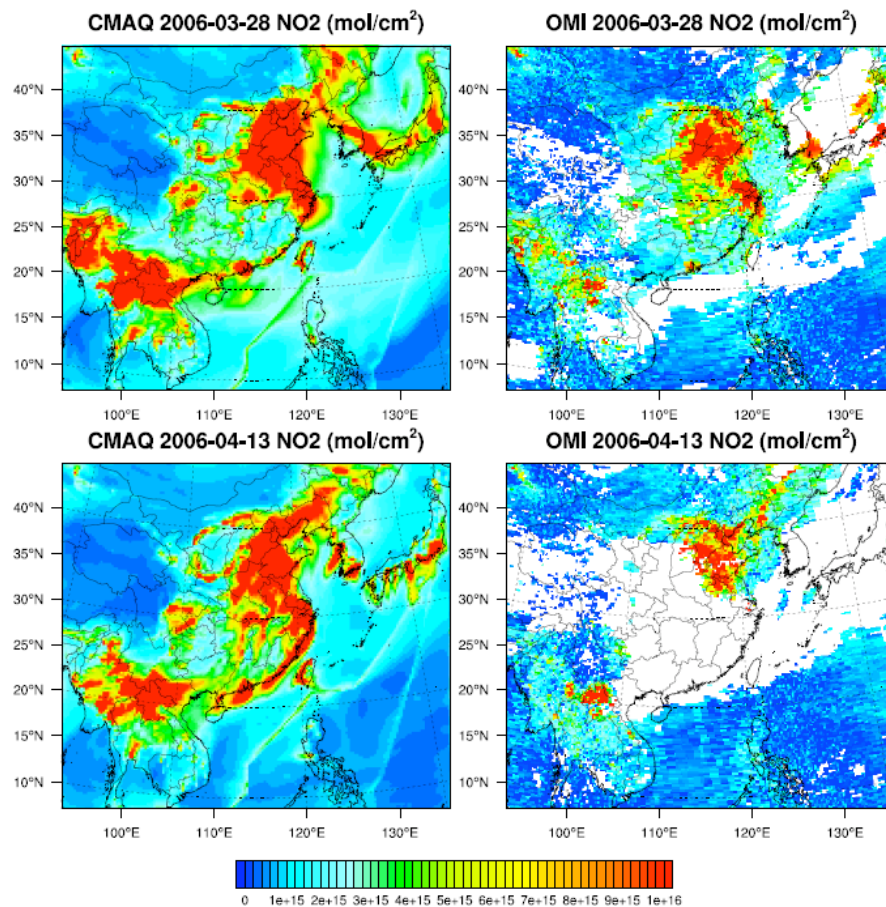 CMAQ 2006-03-28 NO2 (mol/cm²)
OMI 2006-03-28 NO2 (mol/cm²)
40°N
35°N
30°N
25°N
20°N
15°N
10°N
100°E 110°E 120°E 130°E
40°N
35°N
30°N
25°N
20°N
15°N
10°N
100°E 110°E 120°E 130°E
CMAQ 2006-04-13 NO2 (mol/cm²)
OMI 2006-04-13 NO2 (mol/cm²)
40°N
35°N
30°N
25°N
20°N
15°N
10°N
100°E 110°E 120°E 130°E
40°N
35°N
30°N
25°N
20°N
15°N
10°N
100°E 110°E 120°E 130°E
0 1e+15 2e+15 3e+15 4e+15 5e+15 6e+15 7e+15 8e+15 9e+15 1e+16